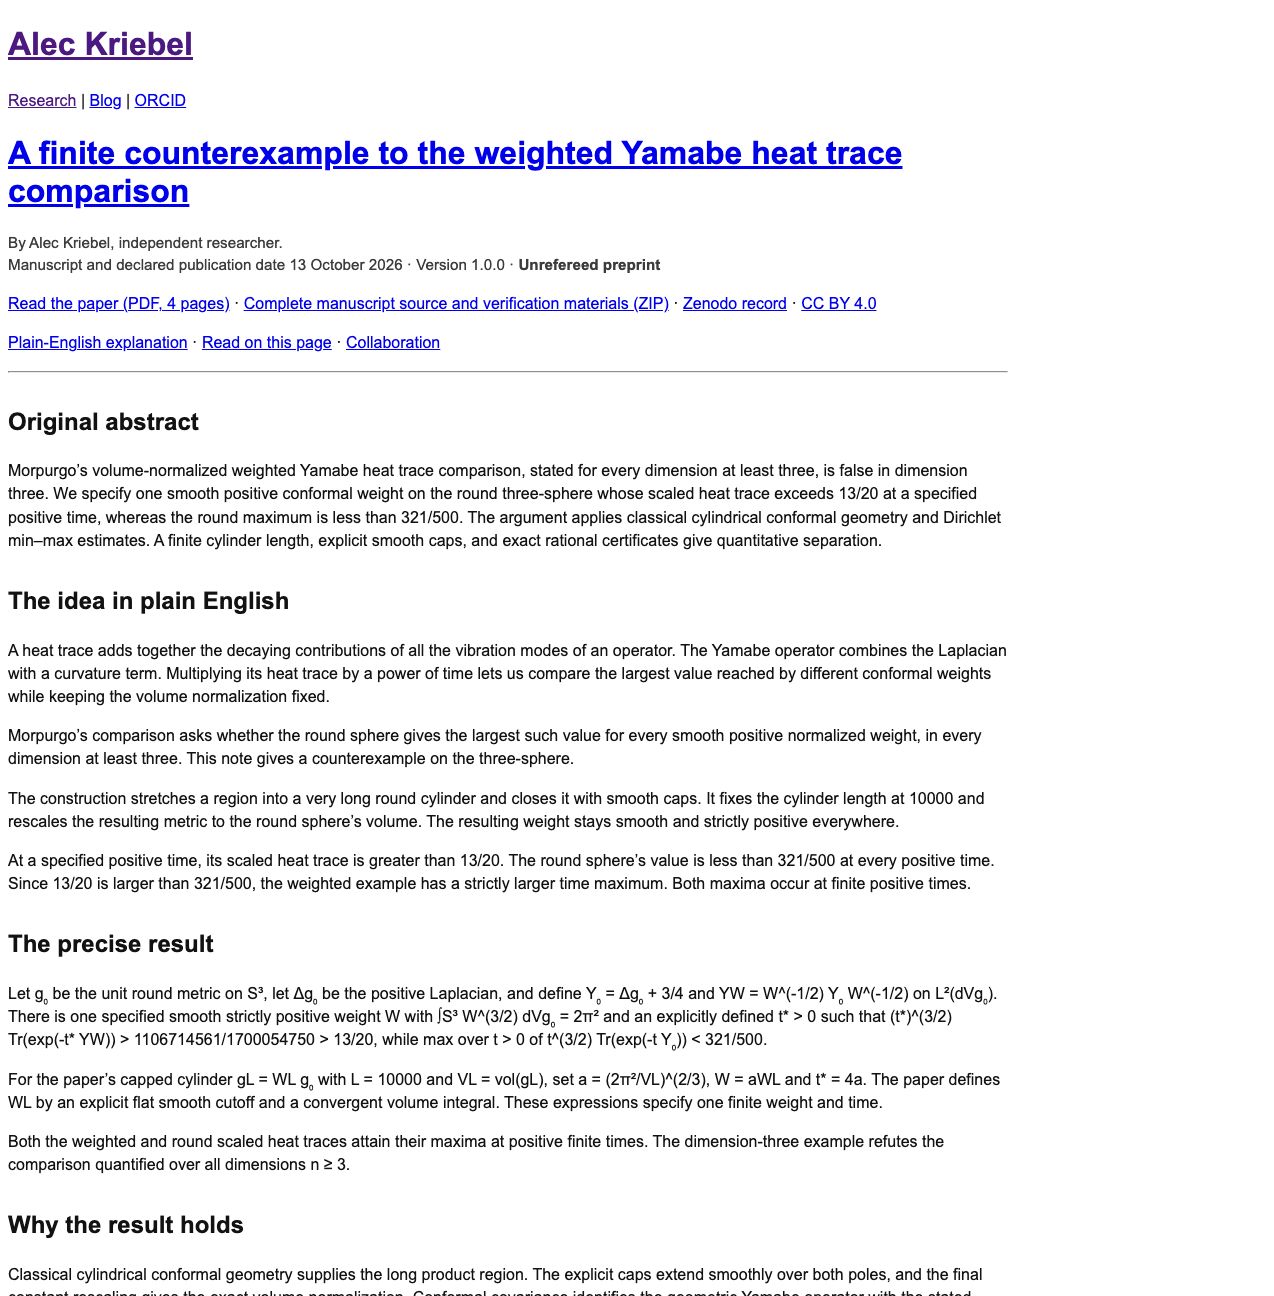 Alec Kriebel
Research | Blog | ORCID
A finite counterexample to the weighted Yamabe heat trace
comparison
By Alec Kriebel, independent researcher.
Manuscript and declared publication date 13 October 2026 · Version 1.0.0 · Unrefereed preprint
Read the paper (PDF, 4 pages) · Complete manuscript source and verification materials (ZIP) · Zenodo record · CC BY 4.0
Plain-English explanation · Read on this page · Collaboration
Original abstract
Morpurgo’s volume-normalized weighted Yamabe heat trace comparison, stated for every dimension at least three, is false in dimension
three. We specify one smooth positive conformal weight on the round three-sphere whose scaled heat trace exceeds 13/20 at a specified
positive time, whereas the round maximum is less than 321/500. The argument applies classical cylindrical conformal geometry and Dirichlet
min–max estimates. A finite cylinder length, explicit smooth caps, and exact rational certificates give quantitative separation.
The idea in plain English
A heat trace adds together the decaying contributions of all the vibration modes of an operator. The Yamabe operator combines the Laplacian
with a curvature term. Multiplying its heat trace by a power of time lets us compare the largest value reached by different conformal weights
while keeping the volume normalization fixed.
Morpurgo’s comparison asks whether the round sphere gives the largest such value for every smooth positive normalized weight, in every
dimension at least three. This note gives a counterexample on the three-sphere.
The construction stretches a region into a very long round cylinder and closes it with smooth caps. It fixes the cylinder length at 10000 and
rescales the resulting metric to the round sphere’s volume. The resulting weight stays smooth and strictly positive everywhere.
At a specified positive time, its scaled heat trace is greater than 13/20. The round sphere’s value is less than 321/500 at every positive time.
Since 13/20 is larger than 321/500, the weighted example has a strictly larger time maximum. Both maxima occur at finite positive times.
The precise result
Let g₀ be the unit round metric on S³, let Δg₀ be the positive Laplacian, and define Y₀ = Δg₀ + 3/4 and YW = W^(-1/2) Y₀ W^(-1/2) on L²(dVg₀).
There is one specified smooth strictly positive weight W with ∫S³ W^(3/2) dVg₀ = 2π² and an explicitly defined t* > 0 such that (t*)^(3/2)
Tr(exp(-t* YW)) > 1106714561/1700054750 > 13/20, while max over t > 0 of t^(3/2) Tr(exp(-t Y₀)) < 321/500.
For the paper’s capped cylinder gL = WL g₀ with L = 10000 and VL = vol(gL), set a = (2π²/VL)^(2/3), W = aWL and t* = 4a. The paper defines
WL by an explicit flat smooth cutoff and a convergent volume integral. These expressions specify one finite weight and time.
Both the weighted and round scaled heat traces attain their maxima at positive finite times. The dimension-three example refutes the
comparison quantified over all dimensions n ≥ 3.
Why the result holds
Classical cylindrical conformal geometry supplies the long product region. The explicit caps extend smoothly over both poles, and the final
constant rescaling gives the exact volume normalization. Conformal covariance identifies the geometric Yamabe operator with the stated